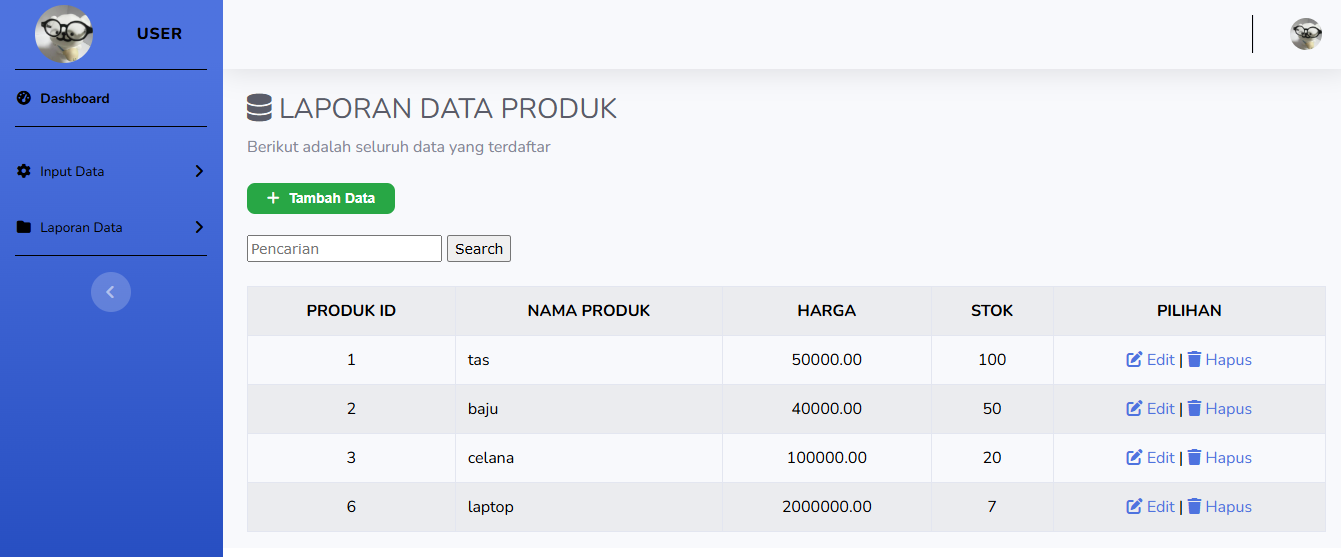 USER
Dashboard
Input Data
Laporan Data
LAPORAN DATA PRODUK
Berikut adalah seluruh data yang terdaftar
+ Tambah Data
Pencarian Search
PRODUK ID NAMA PRODUK HARGA STOK PILIHAN
1 tas 50000.00 100 Edit | Hapus
2 baju 40000.00 50 Edit | Hapus
3 celana 100000.00 20 Edit | Hapus
6 laptop 2000000.00 7 Edit | Hapus